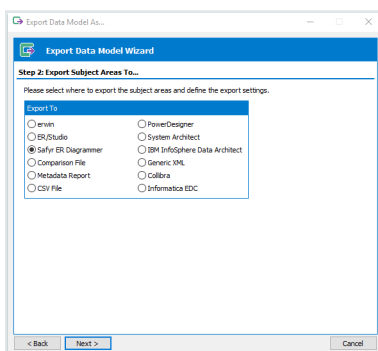 Export Data Model As...
Export Data Model Wizard
Step 2: Export Subject Areas To...
Please select where to export the subject areas and define the export settings.
Export To
erwin
PowerDesigner
ER/Studio
System Architect
Safyr ER Diagrammer
IBM InfoSphere Data Architect
Comparison File
Generic XML
Metadata Report
Collibra
CSV File
Informatica EDC
< Back
Next >
Cancel